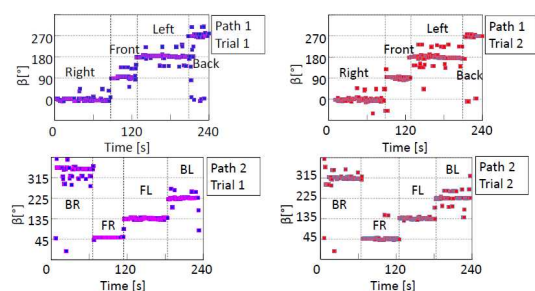 Path 1
Trial 1
β[°]
270
180
90
0
Right
Front
Left
Back
0
120
240
Time [s]
Path 1
Trial 2
β[°]
270
180
90
0
Right
Front
Left
Back
0
120
240
Time [s]
Path 2
Trial 1
β[°]
315
225
135
45
BR
FR
FL
BL
0
120
240
Time [s]
Path 2
Trial 2
β[°]
315
225
135
45
BR
FR
FL
BL
0
120
240
Time [s]